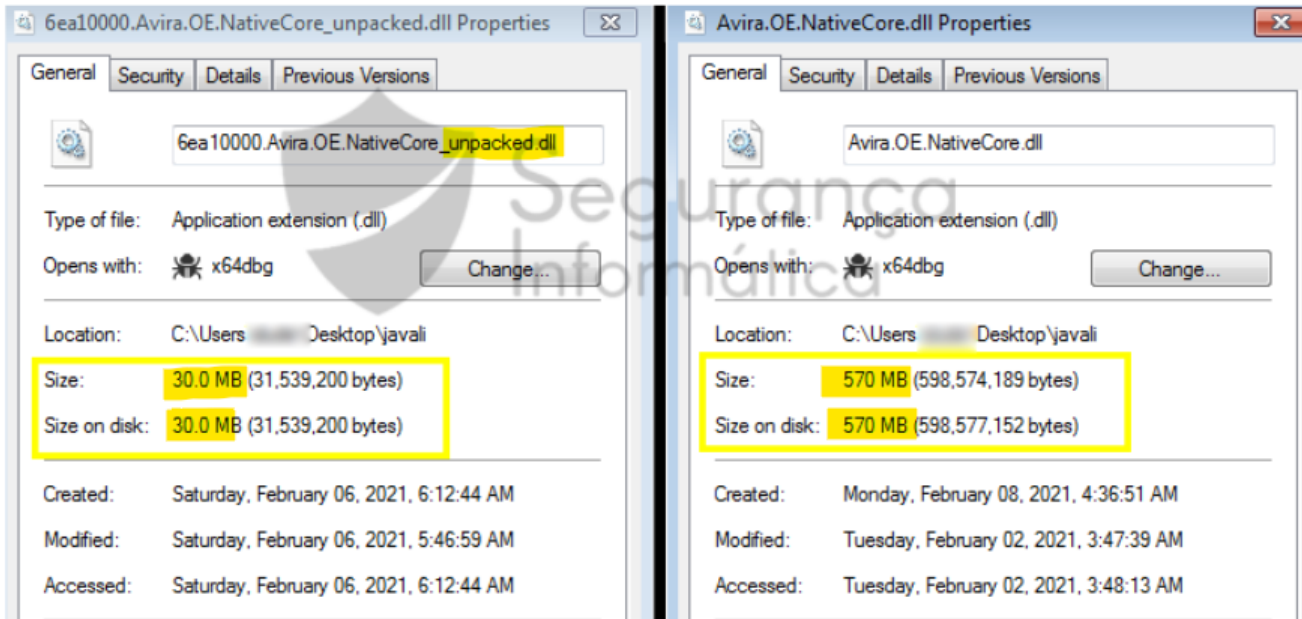 6ea10000.Avira.OE.NativeCore_unpacked.dll Properties
General Security Details Previous Versions
6ea10000.Avira.OE.NativeCore_unpacked.dll
Type of file: Application extension (.dll)
Opens with: x64dbg Change...
Location: C:\Users Desktop\javali
Size: 30.0 MB (31,539,200 bytes)
Size on disk: 30.0 MB (31,539,200 bytes)
Created: Saturday, February 06, 2021, 6:12:44 AM
Modified: Saturday, February 06, 2021, 5:46:59 AM
Accessed: Saturday, February 06, 2021, 6:12:44 AM
Avira.OE.NativeCore.dll Properties
General Security Details Previous Versions
Avira.OE.NativeCore.dll
Type of file: Application extension (.dll)
Opens with: x64dbg Change...
Location: C:\Users Desktop\javali
Size: 570 MB (598,574,189 bytes)
Size on disk: 570 MB (598,577,152 bytes)
Created: Monday, February 08, 2021, 4:36:51 AM
Modified: Tuesday, February 02, 2021, 3:47:39 AM
Accessed: Tuesday, February 02, 2021, 3:48:13 AM
Segurança
Informática